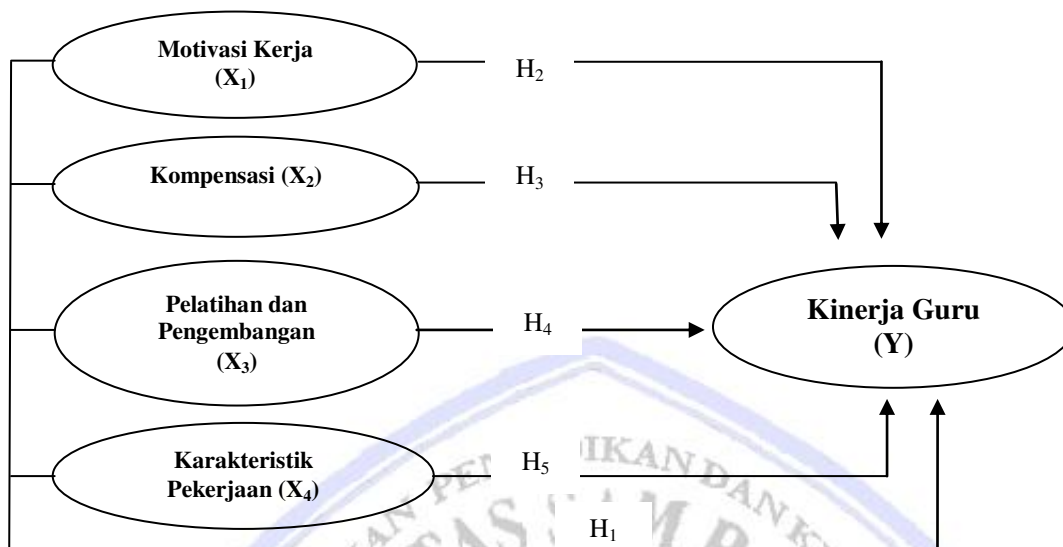 Motivasi Kerja
(X₁)
H₂
Kompensasi (X₂)
H₃
Pelatihan dan
Pengembangan
(X₃)
H₄
Kinerja Guru
(Y)
Karakteristik
Pekerjaan (X₄)
H₅
H₁